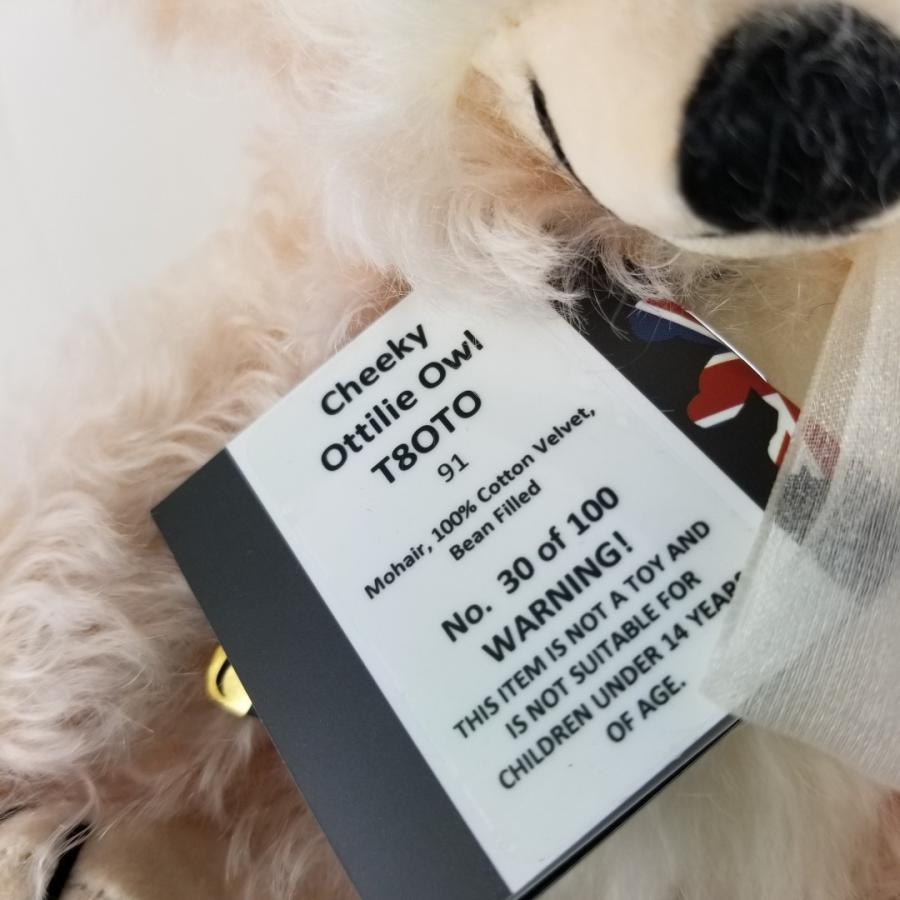 Cheeky
Ottilie Owl
T8OTO
91
Mohair, 100% Cotton Velvet,
Bean Filled
No. 30 of 100
WARNING!
THIS ITEM IS NOT A TOY AND
IS NOT SUITABLE FOR
CHILDREN UNDER 14 YEARS
OF AGE.